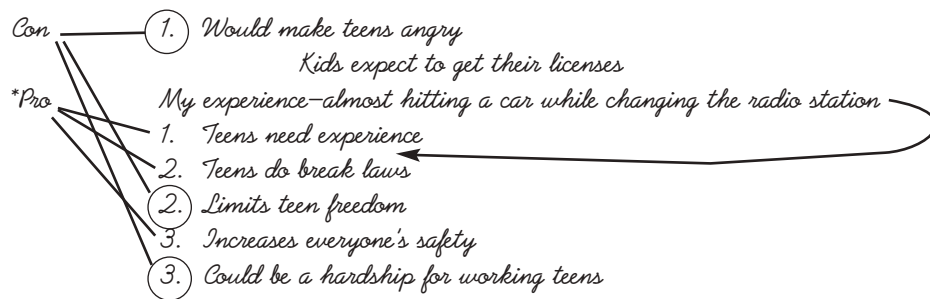 Con 1. Would make teens angry
Kids expect to get their licenses
*Pro My experience—almost hitting a car while changing the radio station
1. Teens need experience
2. Teens do break laws
2. Limits teen freedom
3. Increases everyone's safety
3. Could be a hardship for working teens